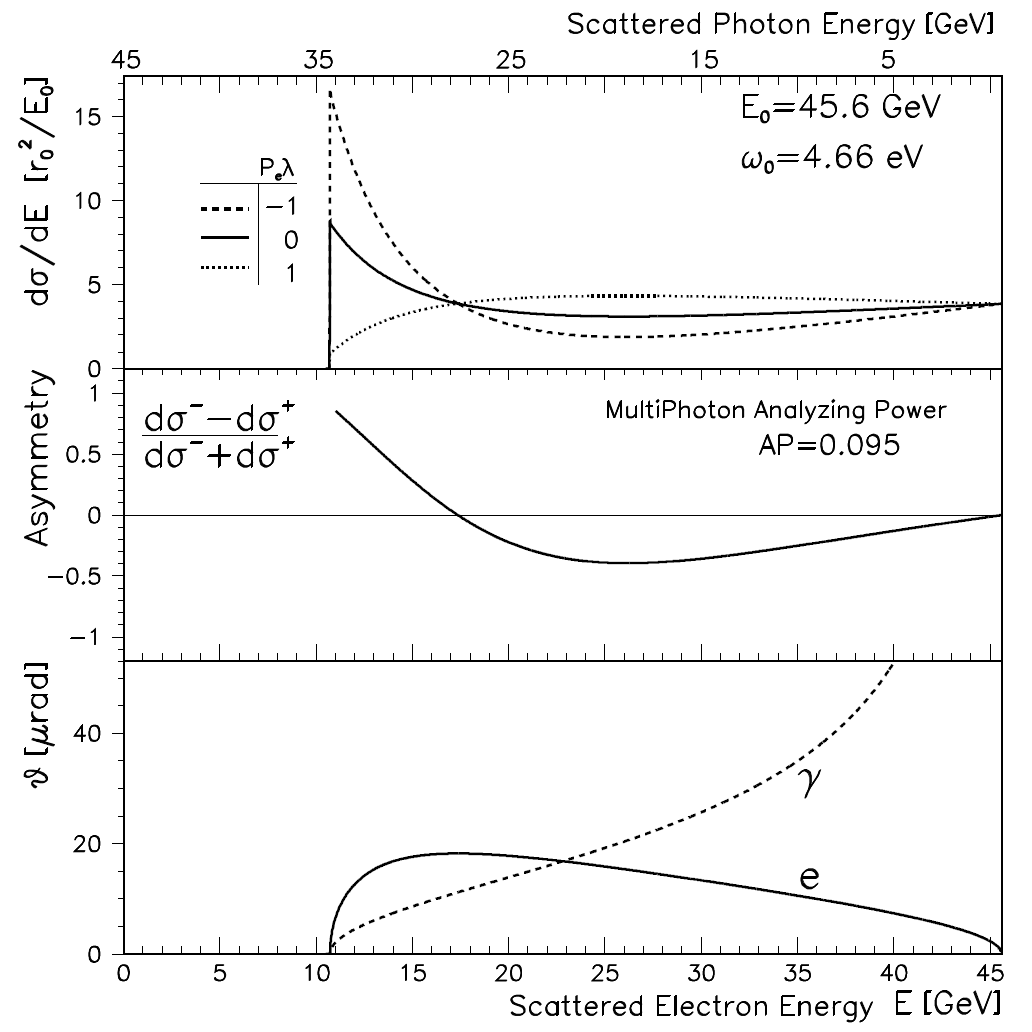 Scattered Photon Energy [GeV]
45 35 25 15 5
dσ/dE [r₀²/E₀]
15
10
5
0
E₀=45.6 GeV
ω₀=4.66 eV
Pₑλ
−1
0
1
Asymmetry
1
0.5
0
−0.5
−1
dσ⁻−dσ⁺
dσ⁻+dσ⁺
MultiPhoton Analyzing Power
AP=0.095
ϑ [μrad]
40
20
0
γ
e
0 5 10 15 20 25 30 35 40 45
Scattered Electron Energy E [GeV]